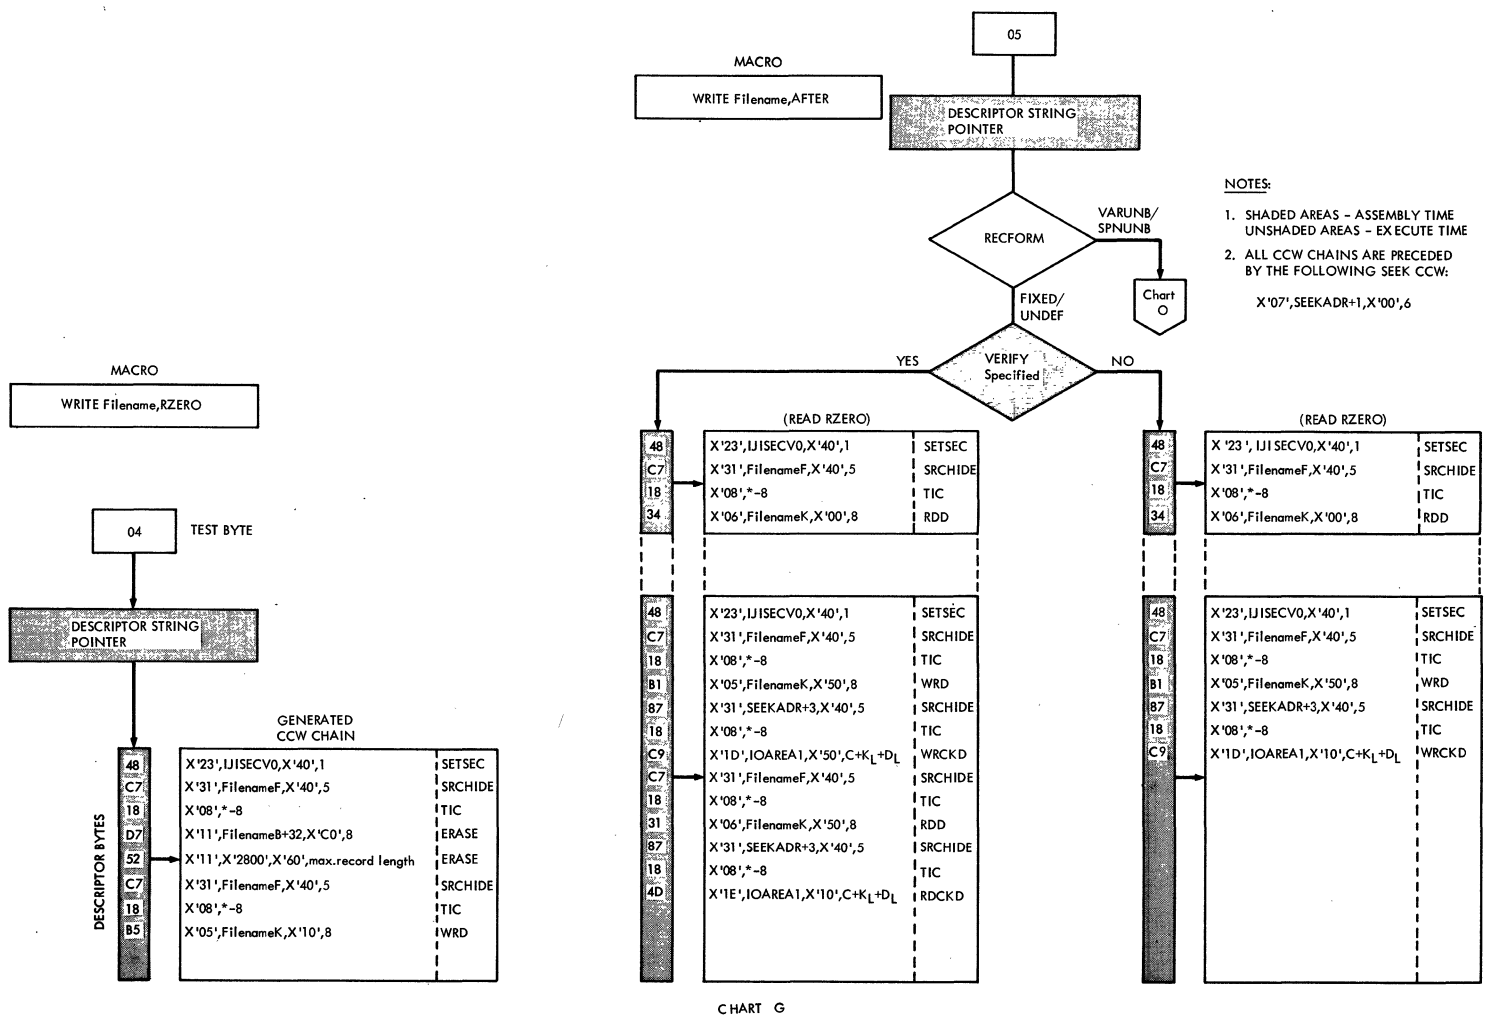 05
MACRO
WRITE Filename,AFTER
DESCRIPTOR STRING
POINTER
NOTES:
1. SHADED AREAS - ASSEMBLY TIME
UNSHADED AREAS - EXECUTE TIME
2. ALL CCW CHAINS ARE PRECEDED
BY THE FOLLOWING SEEK CCW:
X'07',SEEKADR+1,X'00',6
RECFORM
VARUNB/
SPNUNB
Chart
O
FIXED/
UNDEF
VERIFY
Specified
YES
NO
(READ RZERO)
48 X'23',IJISECV0,X'40',1 SETSEC
C7 X'31',FilenameF,X'40',5 SRCHIDE
18 X'08',*-8 TIC
34 X'06',FilenameK,X'00',8 RDD
48 X'23',IJISECV0,X'40',1 SETSEC
C7 X'31',FilenameF,X'40',5 SRCHIDE
18 X'08',*-8 TIC
B1 X'05',FilenameK,X'50',8 WRD
87 X'31',SEEKADR+3,X'40',5 SRCHIDE
18 X'08',*-8 TIC
C9 X'1D',IOAREA1,X'50',C+KL+DL WRCKD
C7 X'31',FilenameF,X'40',5 SRCHIDE
18 X'08',*-8 TIC
31 X'06',FilenameK,X'50',8 RDD
87 X'31',SEEKADR+3,X'40',5 SRCHIDE
18 X'08',*-8 TIC
4D X'1E',IOAREA1,X'10',C+KL+DL RDCKD
(READ RZERO)
48 X'23',IJISECV0,X'40',1 SETSEC
C7 X'31',FilenameF,X'40',5 SRCHIDE
18 X'08',*-8 TIC
34 X'06',FilenameK,X'00',8 RDD
48 X'23',IJISECV0,X'40',1 SETSEC
C7 X'31',FilenameF,X'40',5 SRCHIDE
18 X'08',*-8 TIC
B1 X'05',FilenameK,X'50',8 WRD
87 X'31',SEEKADR+3,X'40',5 SRCHIDE
18 X'08',*-8 TIC
C9 X'1D',IOAREA1,X'10',C+KL+DL WRCKD
MACRO
WRITE Filename,RZERO
04 TEST BYTE
DESCRIPTOR STRING
POINTER
GENERATED
CCW CHAIN
DESCRIPTOR BYTES
48 X'23',IJISECV0,X'40',1 SETSEC
C7 X'31',FilenameF,X'40',5 SRCHIDE
18 X'08',*-8 TIC
D7 X'11',FilenameB+32,X'C0',8 ERASE
52 X'11',X'2800',X'60',max.record length ERASE
C7 X'31',FilenameF,X'40',5 SRCHIDE
18 X'08',*-8 TIC
B5 X'05',FilenameK,X'10',8 WRD
CHART G